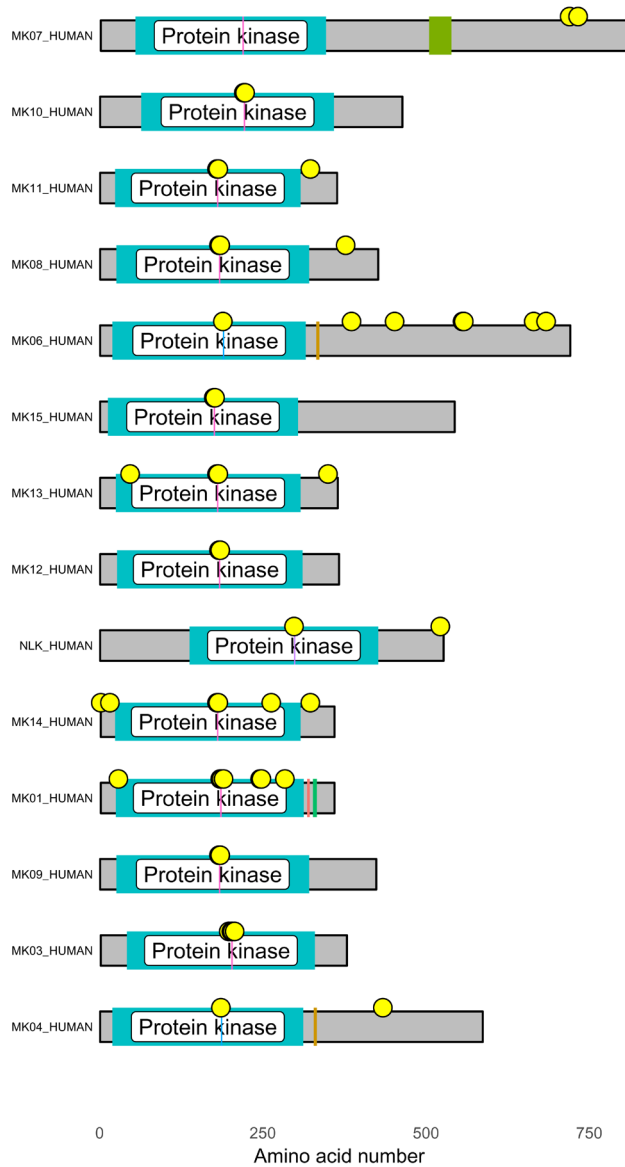 MK07_HUMAN Protein kinase
MK10_HUMAN Protein kinase
MK11_HUMAN Protein kinase
MK08_HUMAN Protein kinase
MK06_HUMAN Protein kinase
MK15_HUMAN Protein kinase
MK13_HUMAN Protein kinase
MK12_HUMAN Protein kinase
NLK_HUMAN Protein kinase
MK14_HUMAN Protein kinase
MK01_HUMAN Protein kinase
MK09_HUMAN Protein kinase
MK03_HUMAN Protein kinase
MK04_HUMAN Protein kinase
0 250 500 750
Amino acid number